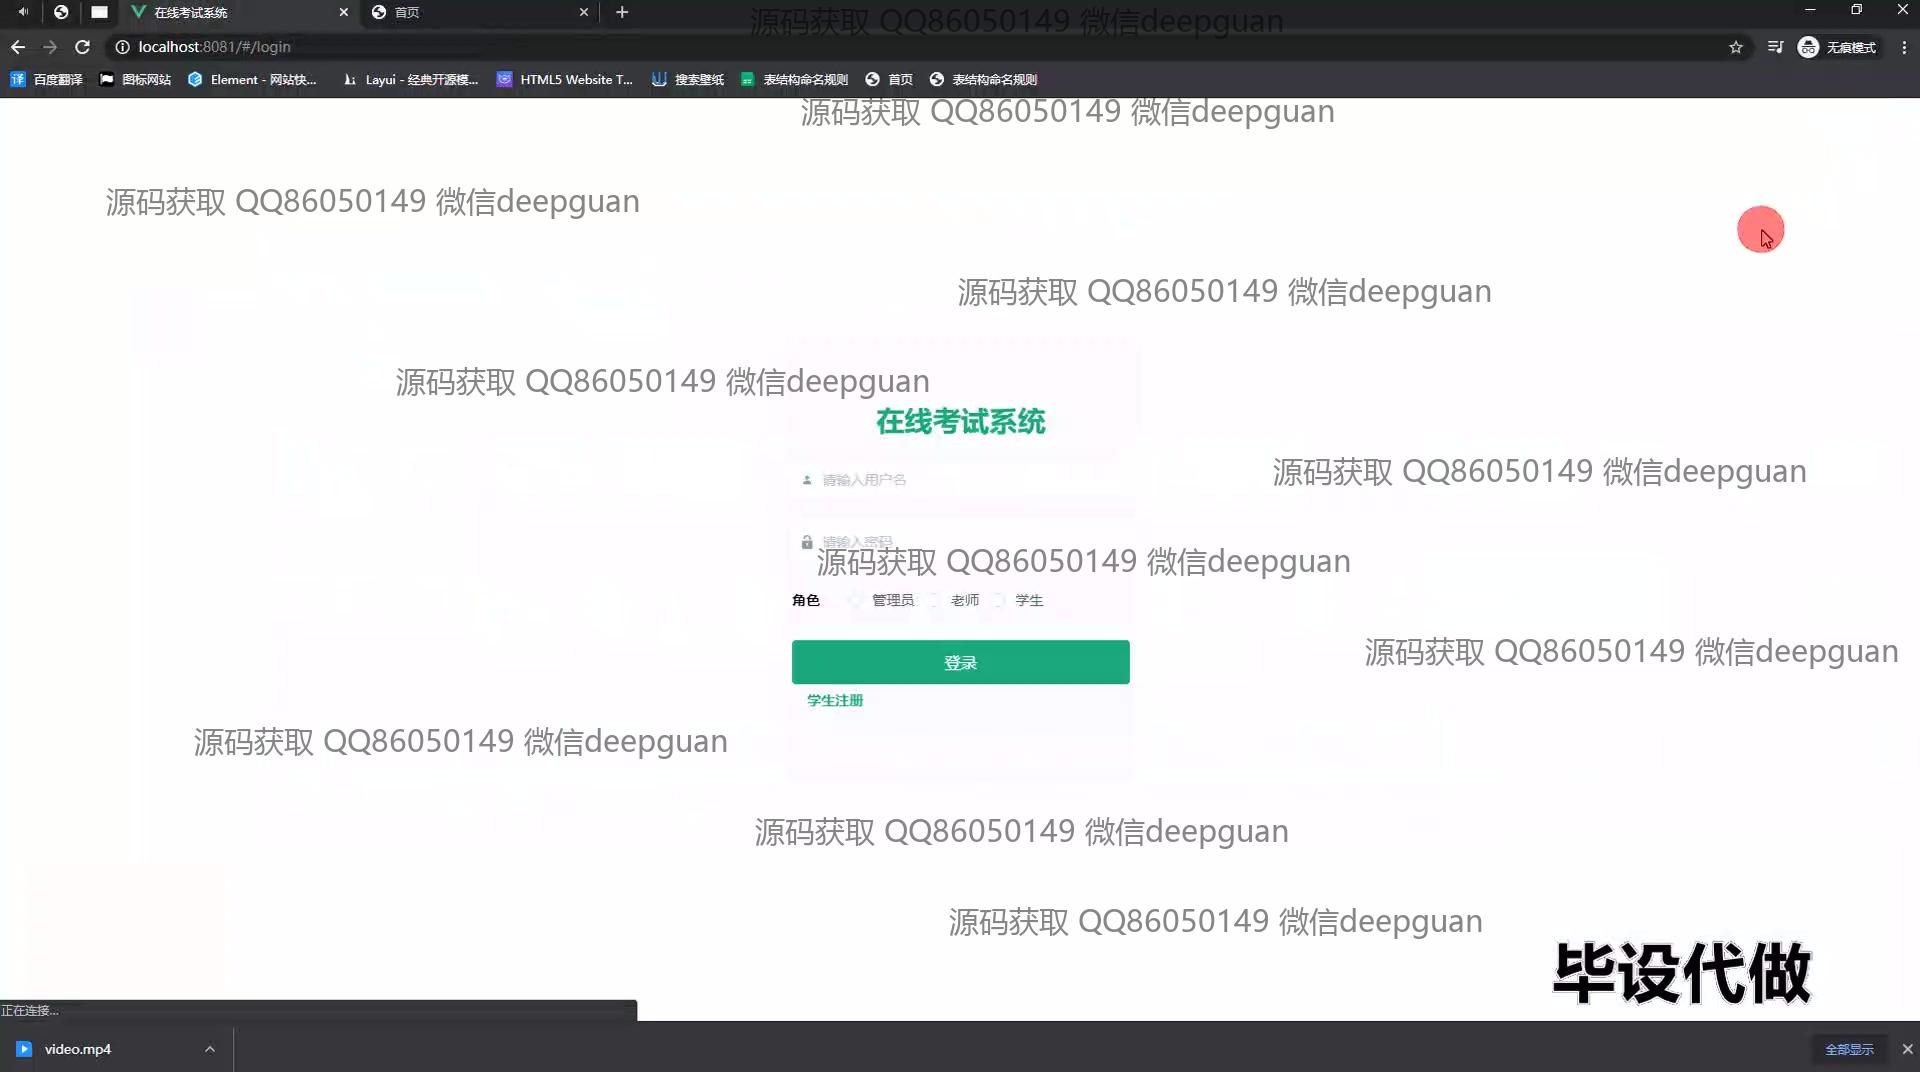 在线考试系统
首页
源码获取 QQ86050149 微信deepguan
localhost:8081/#/login
无痕模式
百度翻译
图标网站
Element - 网站快...
Layui - 经典开源模...
HTML5 Website T...
搜索壁纸
表结构命名规则
首页
表结构命名规则
源码获取 QQ86050149 微信deepguan
源码获取 QQ86050149 微信deepguan
源码获取 QQ86050149 微信deepguan
源码获取 QQ86050149 微信deepguan
在线考试系统
源码获取 QQ86050149 微信deepguan
请输入用户名
请输入密码
源码获取 QQ86050149 微信deepguan
角色 管理员 老师 学生
源码获取 QQ86050149 微信deepguan
登录
学生注册
源码获取 QQ86050149 微信deepguan
源码获取 QQ86050149 微信deepguan
源码获取 QQ86050149 微信deepguan
毕设代做
正在连接...
video.mp4
全部显示